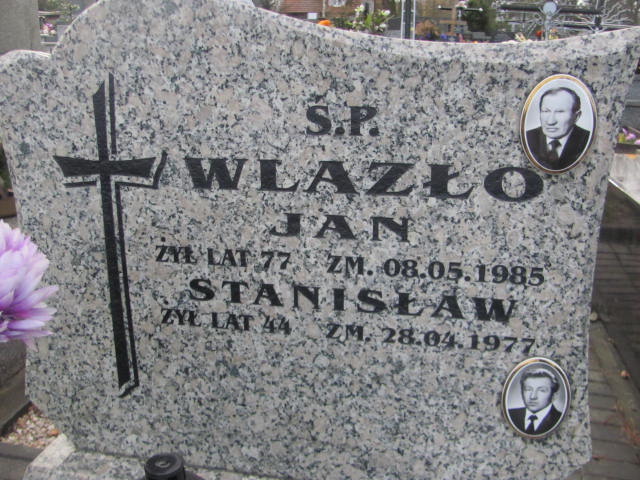 Ś.P.
WLAZŁO
JAN
ŻYŁ LAT 77 ZM. 08.05.1985
STANISŁAW
ŻYŁ LAT 44 ZM. 28.04.1977